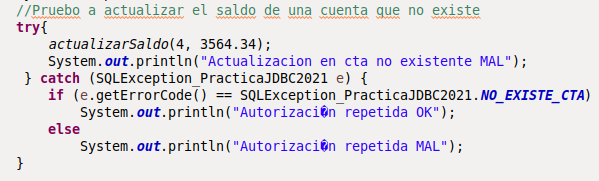 //Pruebo a actualizar el saldo de una cuenta que no existe
try{
    actualizarSaldo(4, 3564.34);
    System.out.println("Actualizacion en cta no existente MAL");
 } catch (SQLException_PracticaJDBC2021 e) {
    if (e.getErrorCode() == SQLException_PracticaJDBC2021.NO_EXISTE_CTA)
        System.out.println("Autorizaci�n repetida OK");
    else
        System.out.println("Autorizaci�n repetida MAL");
}